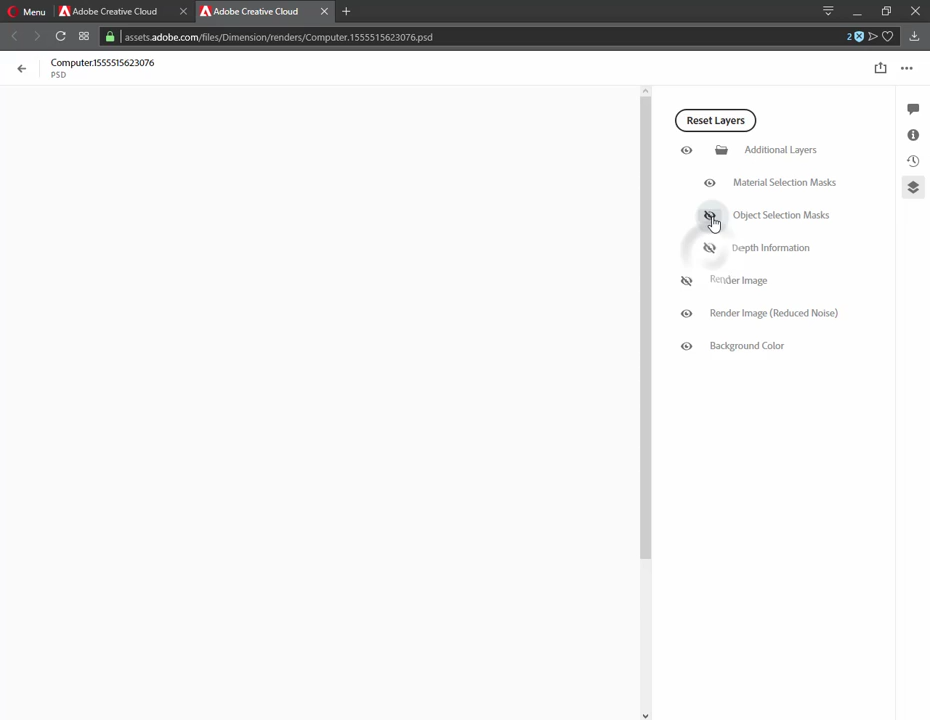 Menu
Adobe Creative Cloud
Adobe Creative Cloud
assets.adobe.com/files/Dimension/renders/Computer.1555515623076.psd
2
Computer.1555515623076
PSD
Reset Layers
Additional Layers
Material Selection Masks
Object Selection Masks
Depth Information
Render Image
Render Image (Reduced Noise)
Background Color